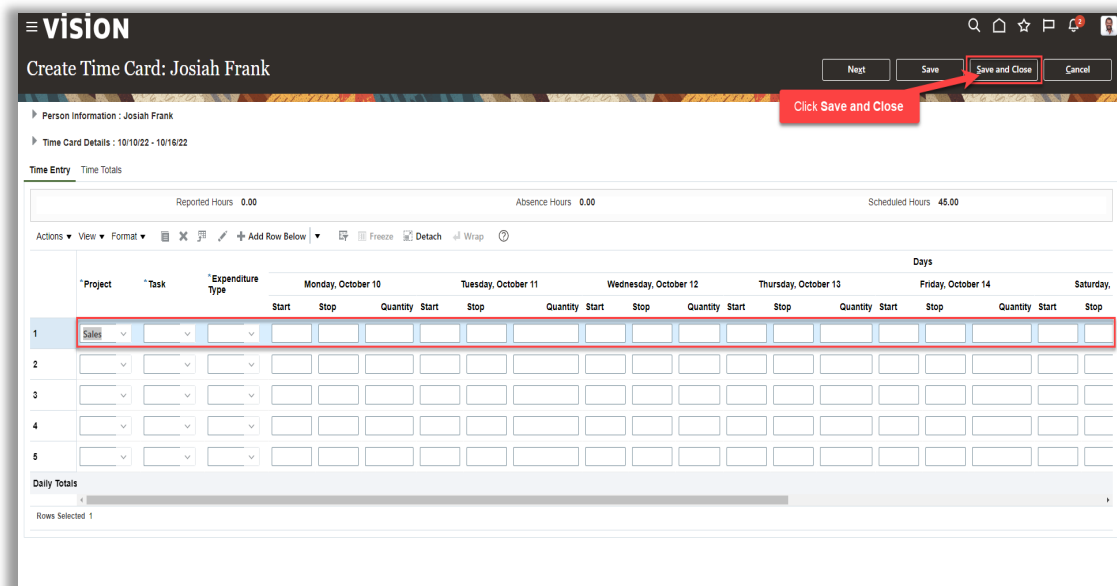 VISION
2
Create Time Card: Josiah Frank
Next Save Save and Close Cancel
Click Save and Close
Person Information : Josiah Frank
Time Card Details : 10/10/22 - 10/16/22
Time Entry Time Totals
Reported Hours 0.00 Absence Hours 0.00 Scheduled Hours 45.00
Actions View Format Add Row Below Freeze Detach Wrap
Days
*Project *Task *Expenditure Type Monday, October 10 Tuesday, October 11 Wednesday, October 12 Thursday, October 13 Friday, October 14 Saturday,
Start Stop Quantity Start Stop Quantity Start Stop Quantity Start Stop Quantity Start Stop Quantity Start Stop
1 Sales
2
3
4
5
Daily Totals
Rows Selected 1